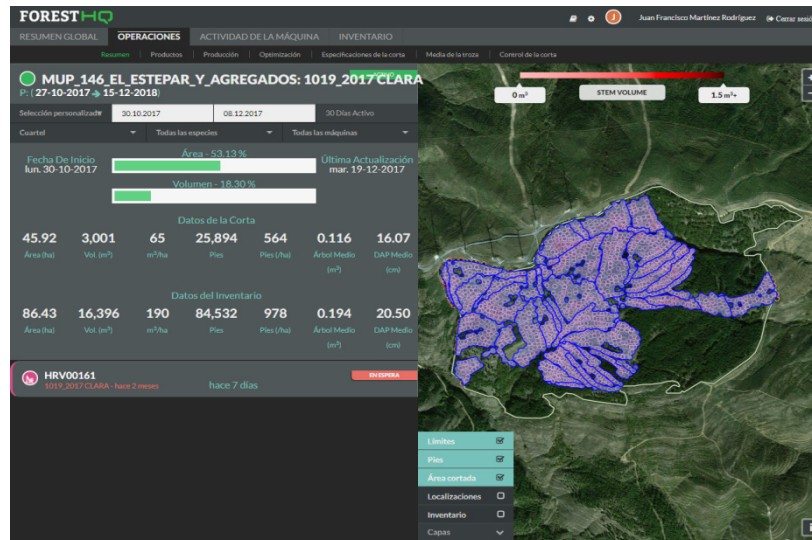 FORESTHQ
Juan Francisco Martínez Rodríguez Cerrar sesió
RESUMEN GLOBAL OPERACIONES ACTIVIDAD DE LA MÁQUINA INVENTARIO
Resumen Productos Producción Optimización Especificaciones de la corta Media de la troza Control de la corta
MUP_146_EL_ESTEPAR_Y_AGREGADOS: 1019_2017 CLARA
P: ( 27-10-2017 → 15-12-2018)
Selección personalizada 30.10.2017 08.12.2017 30 Días Activo
Cuartel Todas las especies Todas las máquinas
Fecha De Inicio
lun. 30-10-2017
Área - 53.13 %
Volumen - 18.30 %
Última Actualización
mar. 19-12-2017
Datos de la Corta
45.92 3,001 65 25,894 564 0.116 16.07
Área (ha) Vol. (m³) m³/ha Pies Pies (/ha) Árbol Medio (m³) DAP Medio (cm)
Datos del Inventario
86.43 16,396 190 84,532 978 0.194 20.50
Área (ha) Vol. (m³) m³/ha Pies Pies (/ha) Árbol Medio (m³) DAP Medio (cm)
HRV00161
EN ESPERA
1019_2017 CLARA - hace 2 meses
hace 7 días
0 m³ STEM VOLUME 1.5 m³+
Límites
Pies
Área cortada
Localizaciones
Inventario
Capas